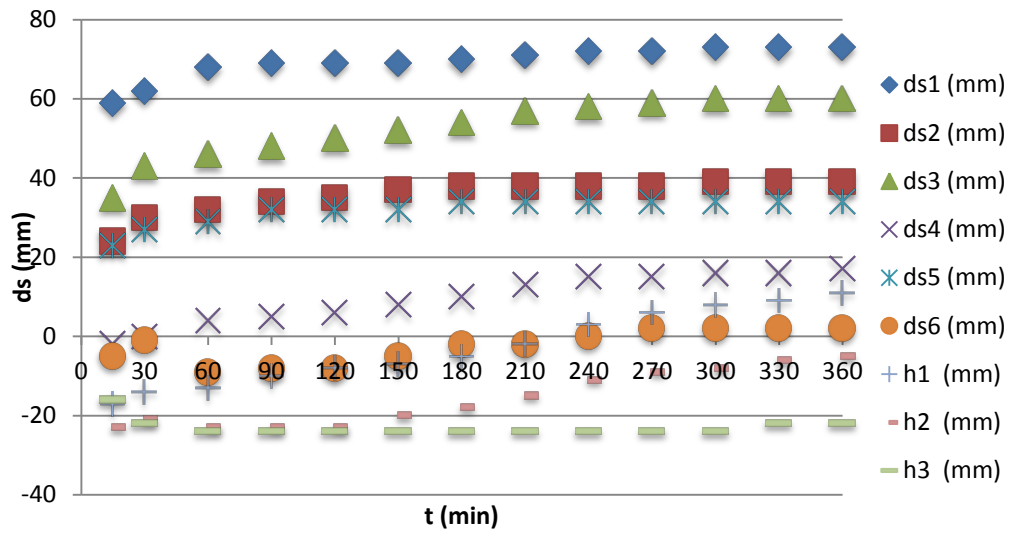 80
60
40
20
0
-20
-40
0 30 60 90 120 150 180 210 240 270 300 330 360
ds (mm)
t (min)
ds1 (mm)
ds2 (mm)
ds3 (mm)
ds4 (mm)
ds5 (mm)
ds6 (mm)
h1 (mm)
h2 (mm)
h3 (mm)